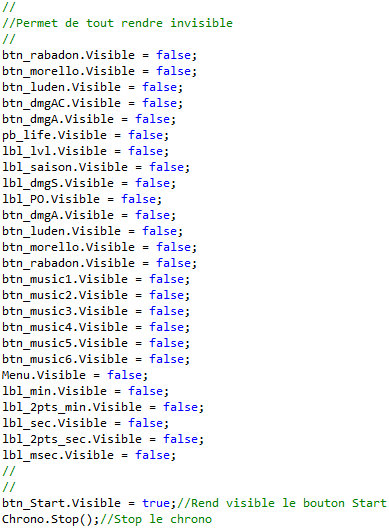 //
//Permet de tout rendre invisible
//
btn_rabadon.Visible = false;
btn_morello.Visible = false;
btn_luden.Visible = false;
btn_dmgAC.Visible = false;
btn_dmgA.Visible = false;
pb_life.Visible = false;
lbl_lvl.Visible = false;
lbl_saison.Visible = false;
lbl_dmgS.Visible = false;
lbl_PO.Visible = false;
btn_dmgA.Visible = false;
btn_luden.Visible = false;
btn_morello.Visible = false;
btn_rabadon.Visible = false;
btn_music1.Visible = false;
btn_music2.Visible = false;
btn_music3.Visible = false;
btn_music4.Visible = false;
btn_music5.Visible = false;
btn_music6.Visible = false;
Menu.Visible = false;
lbl_min.Visible = false;
lbl_2pts_min.Visible = false;
lbl_sec.Visible = false;
lbl_2pts_sec.Visible = false;
lbl_msec.Visible = false;
//
//
btn_Start.Visible = true;//Rend visible le bouton Start
Chrono.Stop();//Stop le chrono